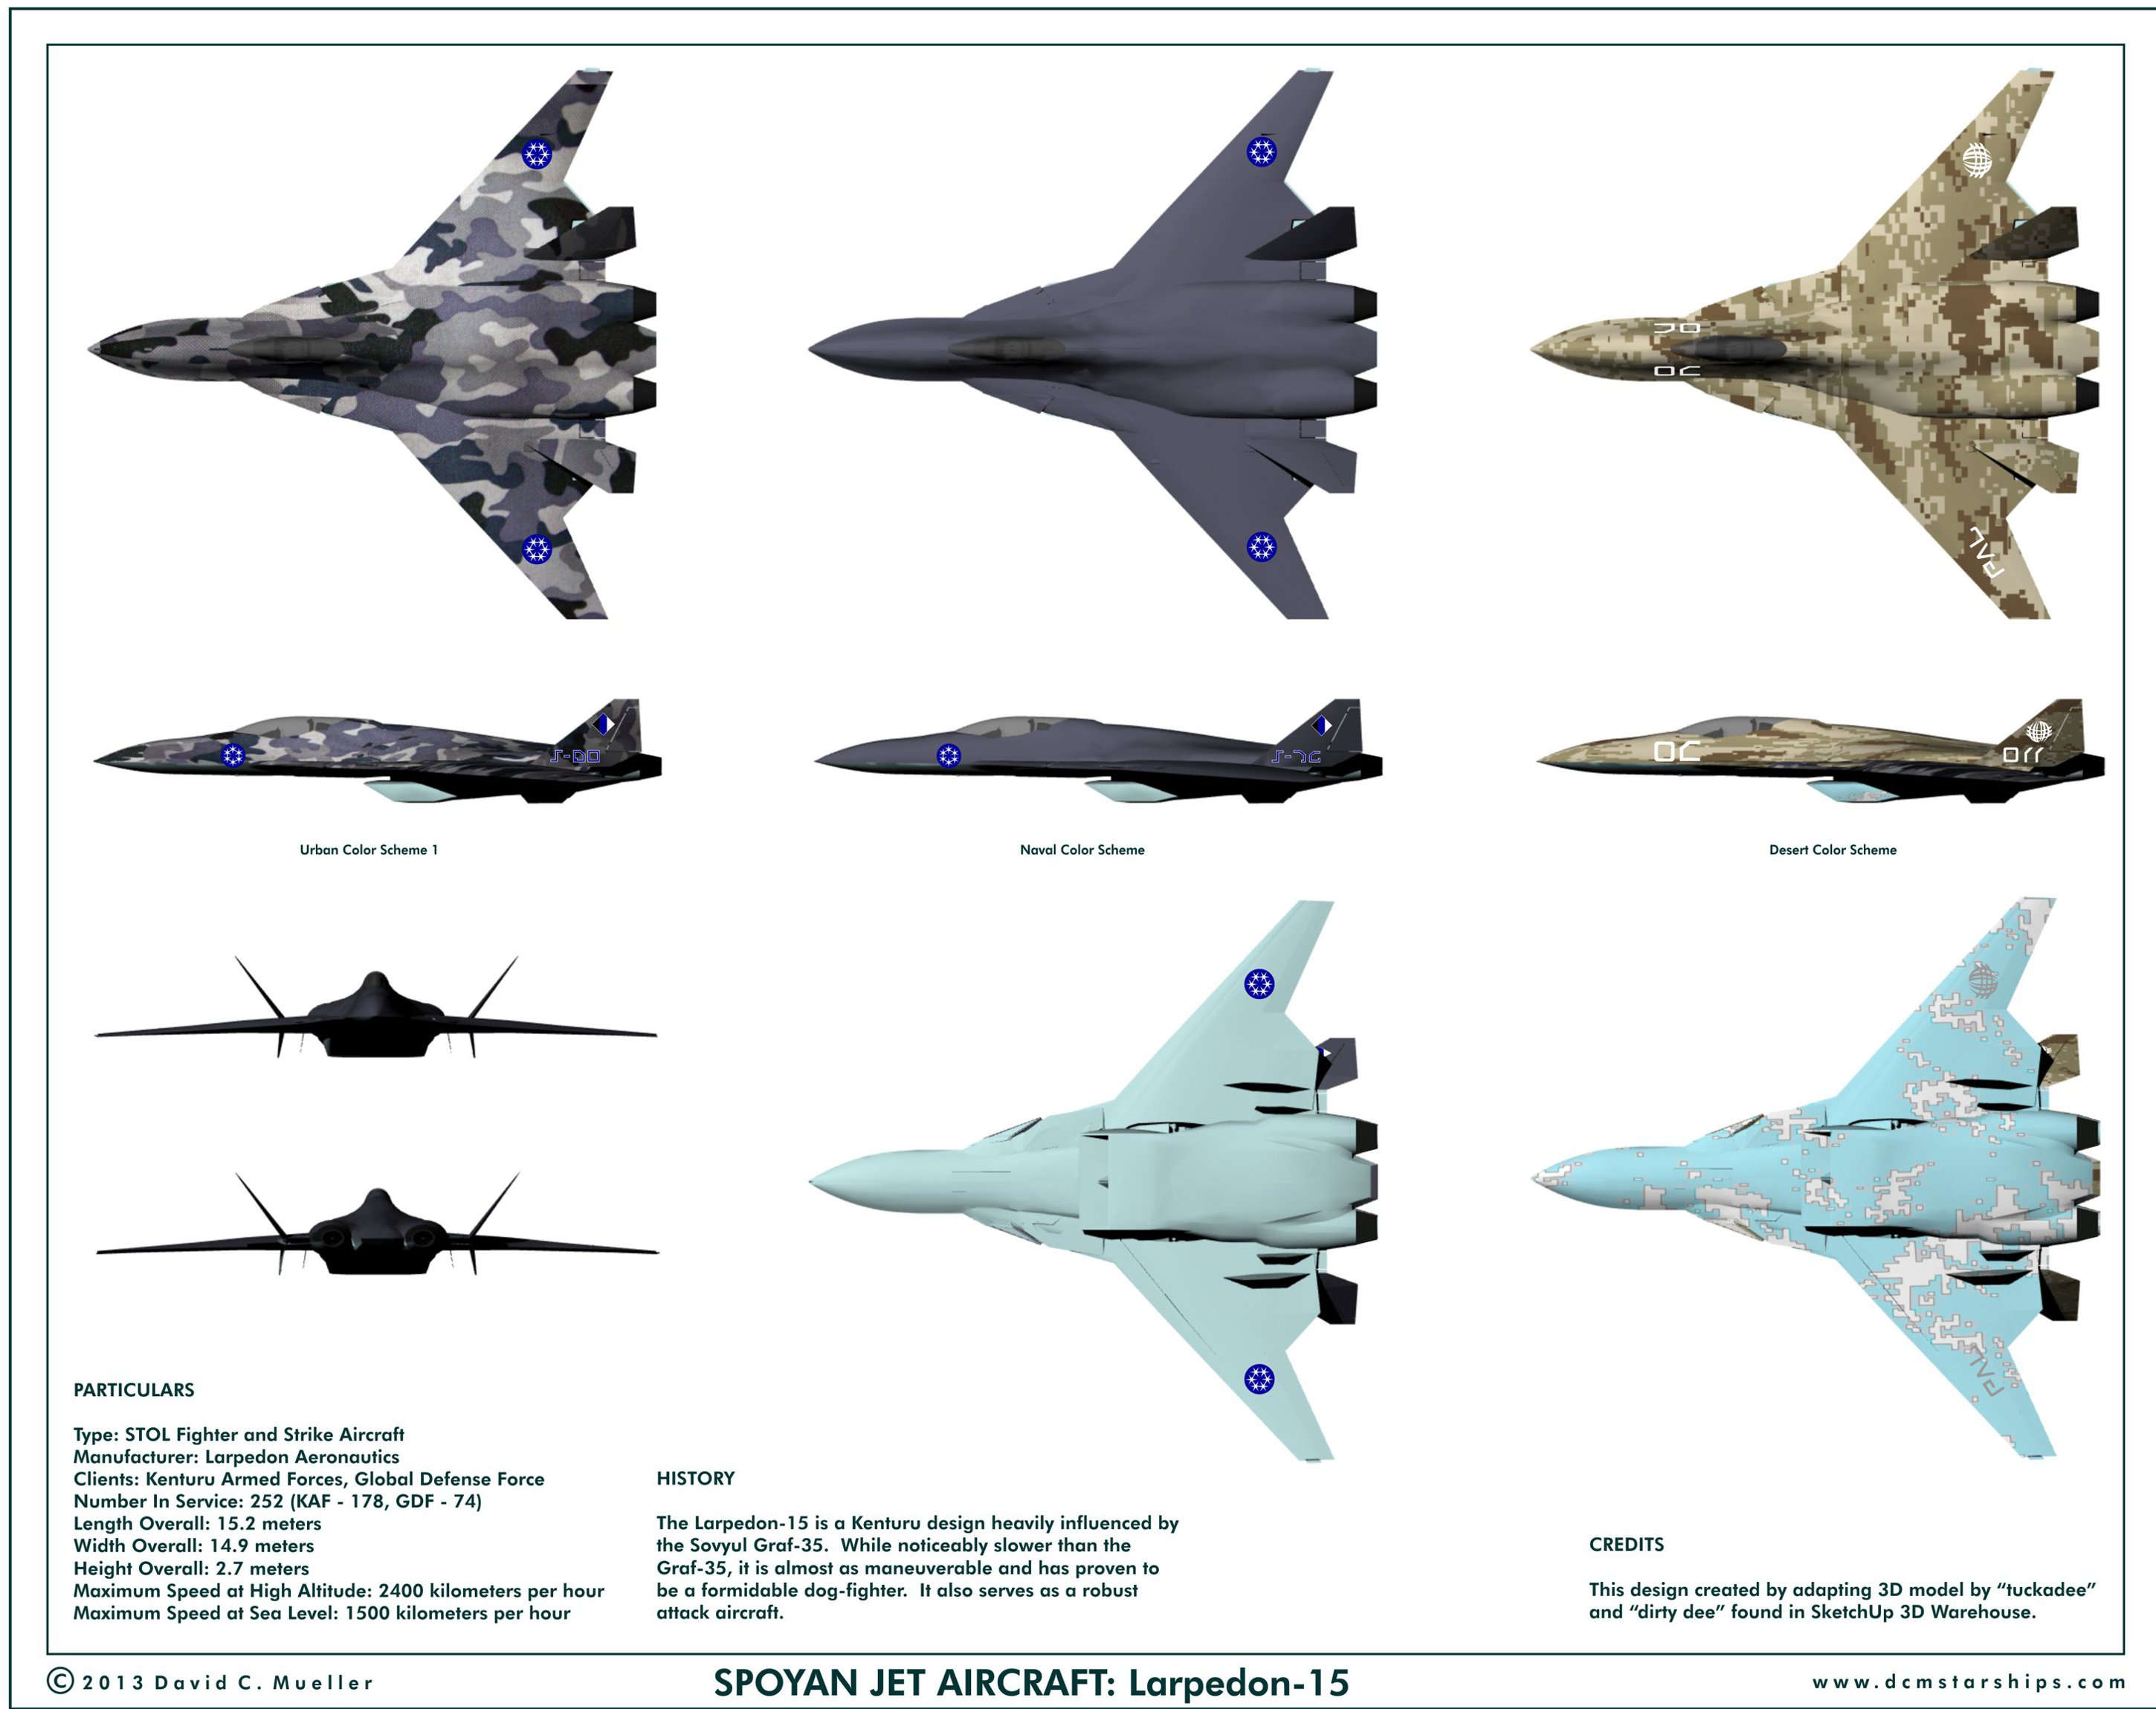 Urban Color Scheme 1
Naval Color Scheme
Desert Color Scheme
PARTICULARS
Type: STOL Fighter and Strike Aircraft
Manufacturer: Larpedon Aeronautics
Clients: Kenturu Armed Forces, Global Defense Force
Number In Service: 252 (KAF - 178, GDF - 74)
Length Overall: 15.2 meters
Width Overall: 14.9 meters
Height Overall: 2.7 meters
Maximum Speed at High Altitude: 2400 kilometers per hour
Maximum Speed at Sea Level: 1500 kilometers per hour
HISTORY
The Larpedon-15 is a Kenturu design heavily influenced by
the Sovyul Graf-35.  While noticeably slower than the
Graf-35, it is almost as maneuverable and has proven to
be a formidable dog-fighter.  It also serves as a robust
attack aircraft.
CREDITS
This design created by adapting 3D model by “tuckadee”
and “dirty dee” found in SketchUp 3D Warehouse.
© 2013 David C. Mueller
SPOYAN JET AIRCRAFT: Larpedon-15
www.dcmstarships.com